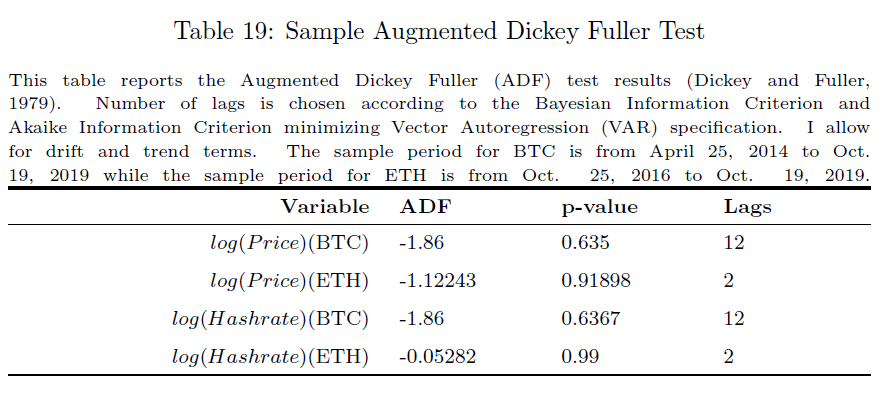 Table 19: Sample Augmented Dickey Fuller Test
This table reports the Augmented Dickey Fuller (ADF) test results (Dickey and Fuller,
1979). Number of lags is chosen according to the Bayesian Information Criterion and
Akaike Information Criterion minimizing Vector Autoregression (VAR) specification. I allow
for drift and trend terms. The sample period for BTC is from April 25, 2014 to Oct.
19, 2019 while the sample period for ETH is from Oct. 25, 2016 to Oct. 19, 2019.
Variable ADF p-value Lags
log(Price)(BTC) -1.86 0.635 12
log(Price)(ETH) -1.12243 0.91898 2
log(Hashrate)(BTC) -1.86 0.6367 12
log(Hashrate)(ETH) -0.05282 0.99 2